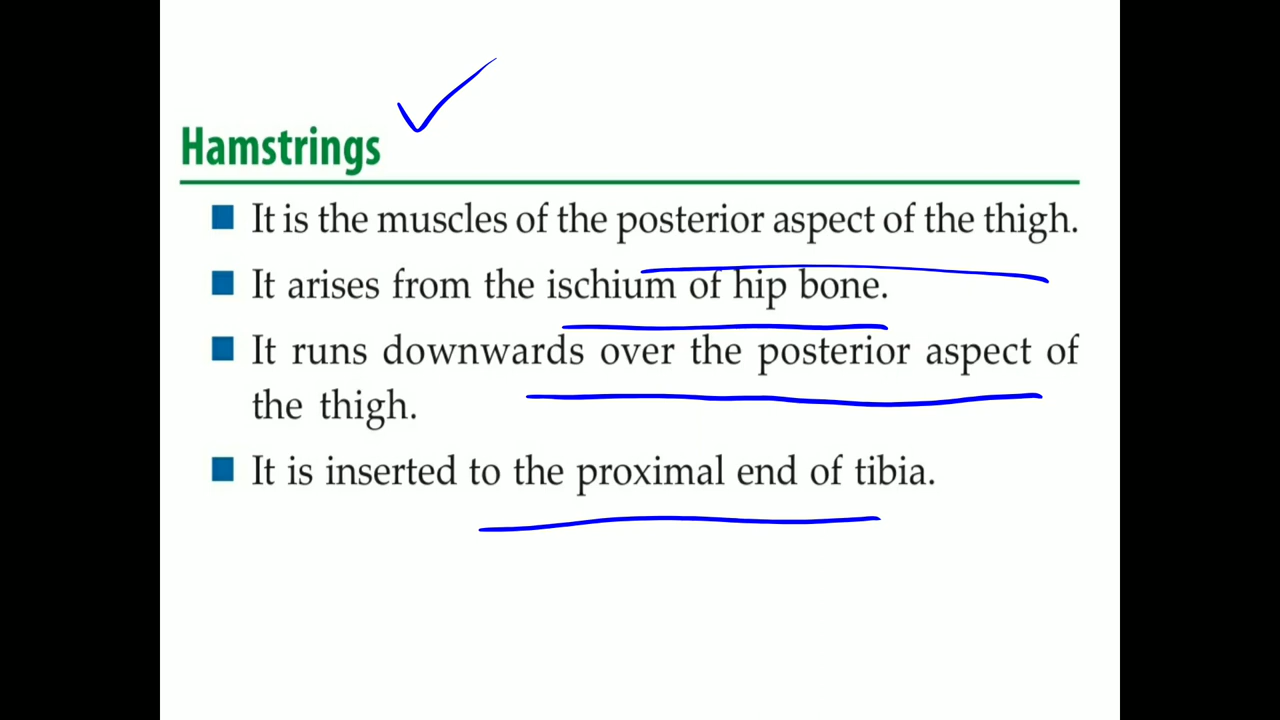 Hamstrings
It is the muscles of the posterior aspect of the thigh.
It arises from the ischium of hip bone.
It runs downwards over the posterior aspect of
the thigh.
It is inserted to the proximal end of tibia.